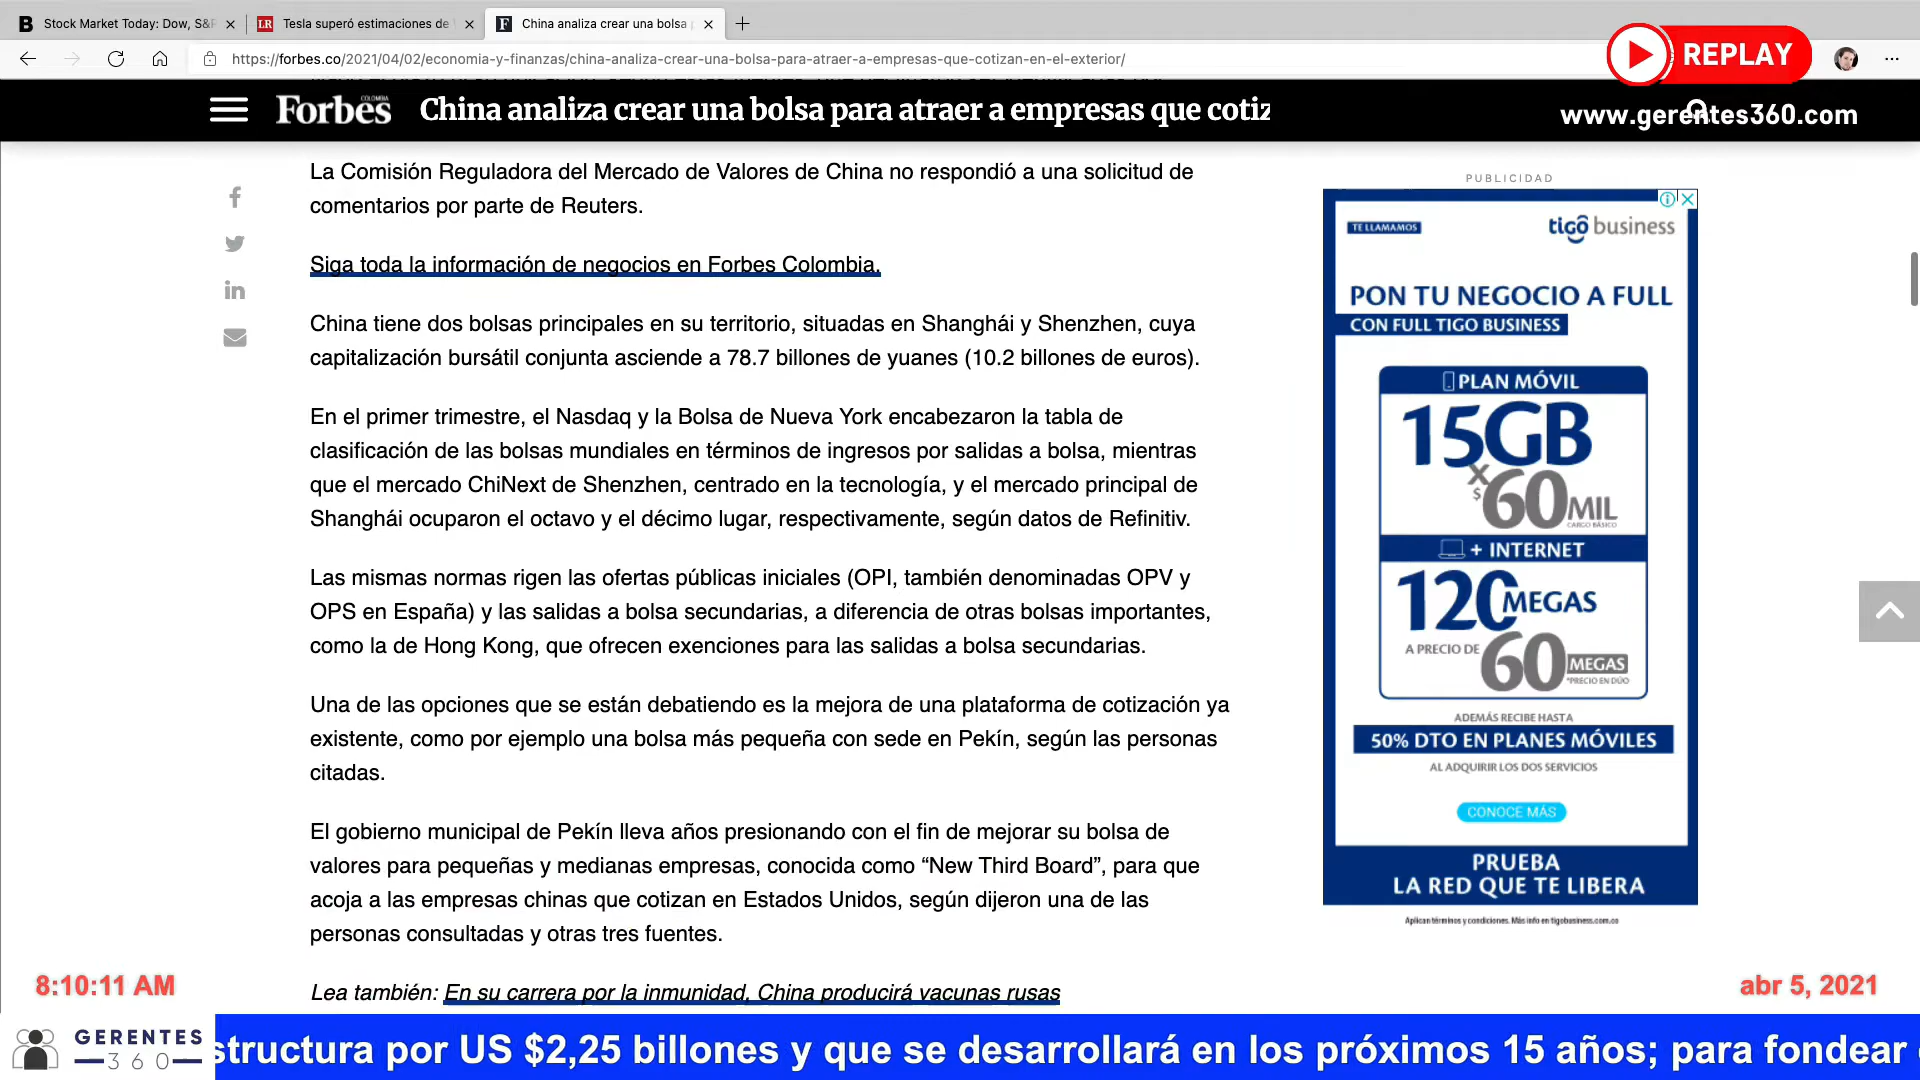 Stock Market Today: Dow, S&P
Tesla superó estimaciones de
China analiza crear una bolsa
https://forbes.co/2021/04/02/economia-y-finanzas/china-analiza-crear-una-bolsa-para-atraer-a-empresas-que-cotizan-en-el-exterior/
REPLAY
Forbes
COLOMBIA
China analiza crear una bolsa para atraer a empresas que cotiz
www.gerentes360.com
La Comisión Reguladora del Mercado de Valores de China no respondió a una solicitud de
comentarios por parte de Reuters.
Siga toda la información de negocios en Forbes Colombia.
China tiene dos bolsas principales en su territorio, situadas en Shanghái y Shenzhen, cuya
capitalización bursátil conjunta asciende a 78.7 billones de yuanes (10.2 billones de euros).
En el primer trimestre, el Nasdaq y la Bolsa de Nueva York encabezaron la tabla de
clasificación de las bolsas mundiales en términos de ingresos por salidas a bolsa, mientras
que el mercado ChiNext de Shenzhen, centrado en la tecnología, y el mercado principal de
Shanghái ocuparon el octavo y el décimo lugar, respectivamente, según datos de Refinitiv.
Las mismas normas rigen las ofertas públicas iniciales (OPI, también denominadas OPV y
OPS en España) y las salidas a bolsa secundarias, a diferencia de otras bolsas importantes,
como la de Hong Kong, que ofrecen exenciones para las salidas a bolsa secundarias.
Una de las opciones que se están debatiendo es la mejora de una plataforma de cotización ya
existente, como por ejemplo una bolsa más pequeña con sede en Pekín, según las personas
citadas.
El gobierno municipal de Pekín lleva años presionando con el fin de mejorar su bolsa de
valores para pequeñas y medianas empresas, conocida como “New Third Board”, para que
acoja a las empresas chinas que cotizan en Estados Unidos, según dijeron una de las
personas consultadas y otras tres fuentes.
Lea también: En su carrera por la inmunidad, China producirá vacunas rusas
PUBLICIDAD
TE LLAMAMOS
tigo business
PON TU NEGOCIO A FULL
CON FULL TIGO BUSINESS
PLAN MÓVIL
15GB
X
$60MIL
CARGO BÁSICO
+ INTERNET
120MEGAS
A PRECIO DE 60 MEGAS
*PRECIO EN DÚO
ADEMÁS RECIBE HASTA
50% DTO EN PLANES MÓVILES
AL ADQUIRIR LOS DOS SERVICIOS
CONOCE MÁS
PRUEBA
LA RED QUE TE LIBERA
Aplican términos y condiciones. Más info en tigobusiness.com.co
8:10:11 AM
abr 5, 2021
GERENTES
360
structura por US $2,25 billones y que se desarrollará en los próximos 15 años; para fondear